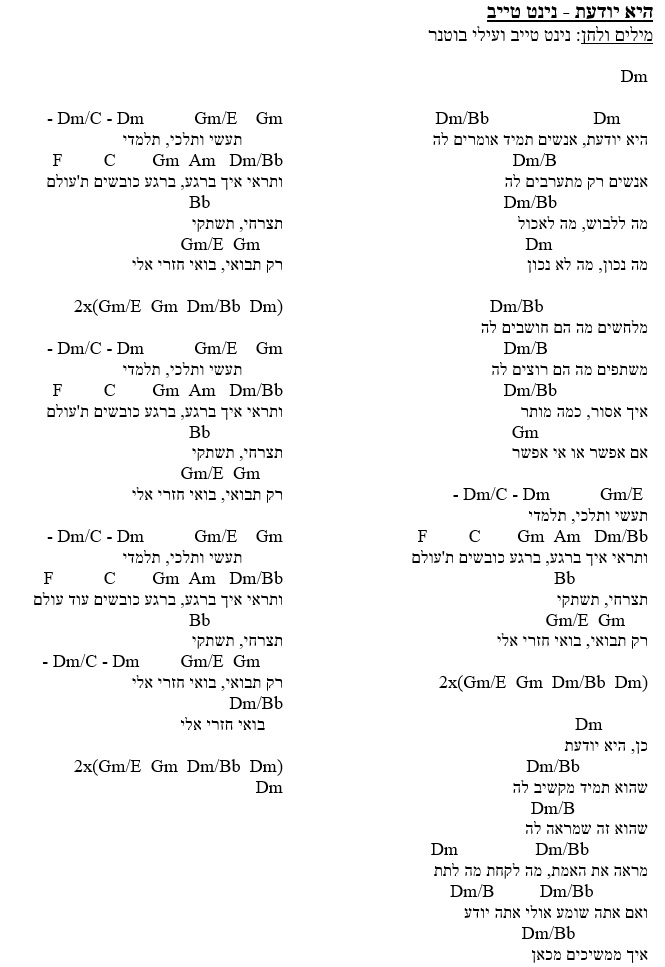 היא יודעת - נינט טייב
מילים ולחן: נינט טייב ועילי בוטנר
Dm
Dm/Bb Dm
היא יודעת, אנשים תמיד אומרים לה
Dm/B
אנשים רק מתערבים לה
Dm/Bb
מה ללבוש, מה לאכול
Dm
מה נכון, מה לא נכון
Dm/Bb
מלחשים מה הם חושבים לה
Dm/B
משתפים מה הם רוצים לה
Dm/Bb
איך אסור, כמה מותר
Gm
אם אפשר או אי אפשר
- Dm/C - Dm Gm/E
תעשי ותלכי, תלמדי
F C Gm Am Dm/Bb
ותראי איך ברגע, ברגע כובשים ת'עולם
Bb
תצרחי, תשתקי
Gm/E Gm
רק תבואי, בואי חזרי אלי
2x(Gm/E Gm Dm/Bb Dm)
Dm
כן, היא יודעת
Dm/Bb
שהוא תמיד מקשיב לה
Dm/B
שהוא זה שמראה לה
Dm Dm/Bb
מראה את האמת, מה לקחת מה לתת
Dm/B Dm/Bb
ואם אתה שומע אולי אתה יודע
Dm/Bb
איך ממשיכים מכאן
- Dm/C - Dm Gm/E Gm
תעשי ותלכי, תלמדי
F C Gm Am Dm/Bb
ותראי איך ברגע, ברגע כובשים ת'עולם
Bb
תצרחי, תשתקי
Gm/E Gm
רק תבואי, בואי חזרי אלי
2x(Gm/E Gm Dm/Bb Dm)
- Dm/C - Dm Gm/E Gm
תעשי ותלכי, תלמדי
F C Gm Am Dm/Bb
ותראי איך ברגע, ברגע כובשים ת'עולם
Bb
תצרחי, תשתקי
Gm/E Gm
רק תבואי, בואי חזרי אלי
- Dm/C - Dm Gm/E Gm
תעשי ותלכי, תלמדי
F C Gm Am Dm/Bb
ותראי איך ברגע, ברגע כובשים עוד עולם
Bb
תצרחי, תשתקי
- Dm/C - Dm Gm/E Gm
רק תבואי, בואי חזרי אלי
Dm/Bb
בואי חזרי אלי
2x(Gm/E Gm Dm/Bb Dm)
Dm